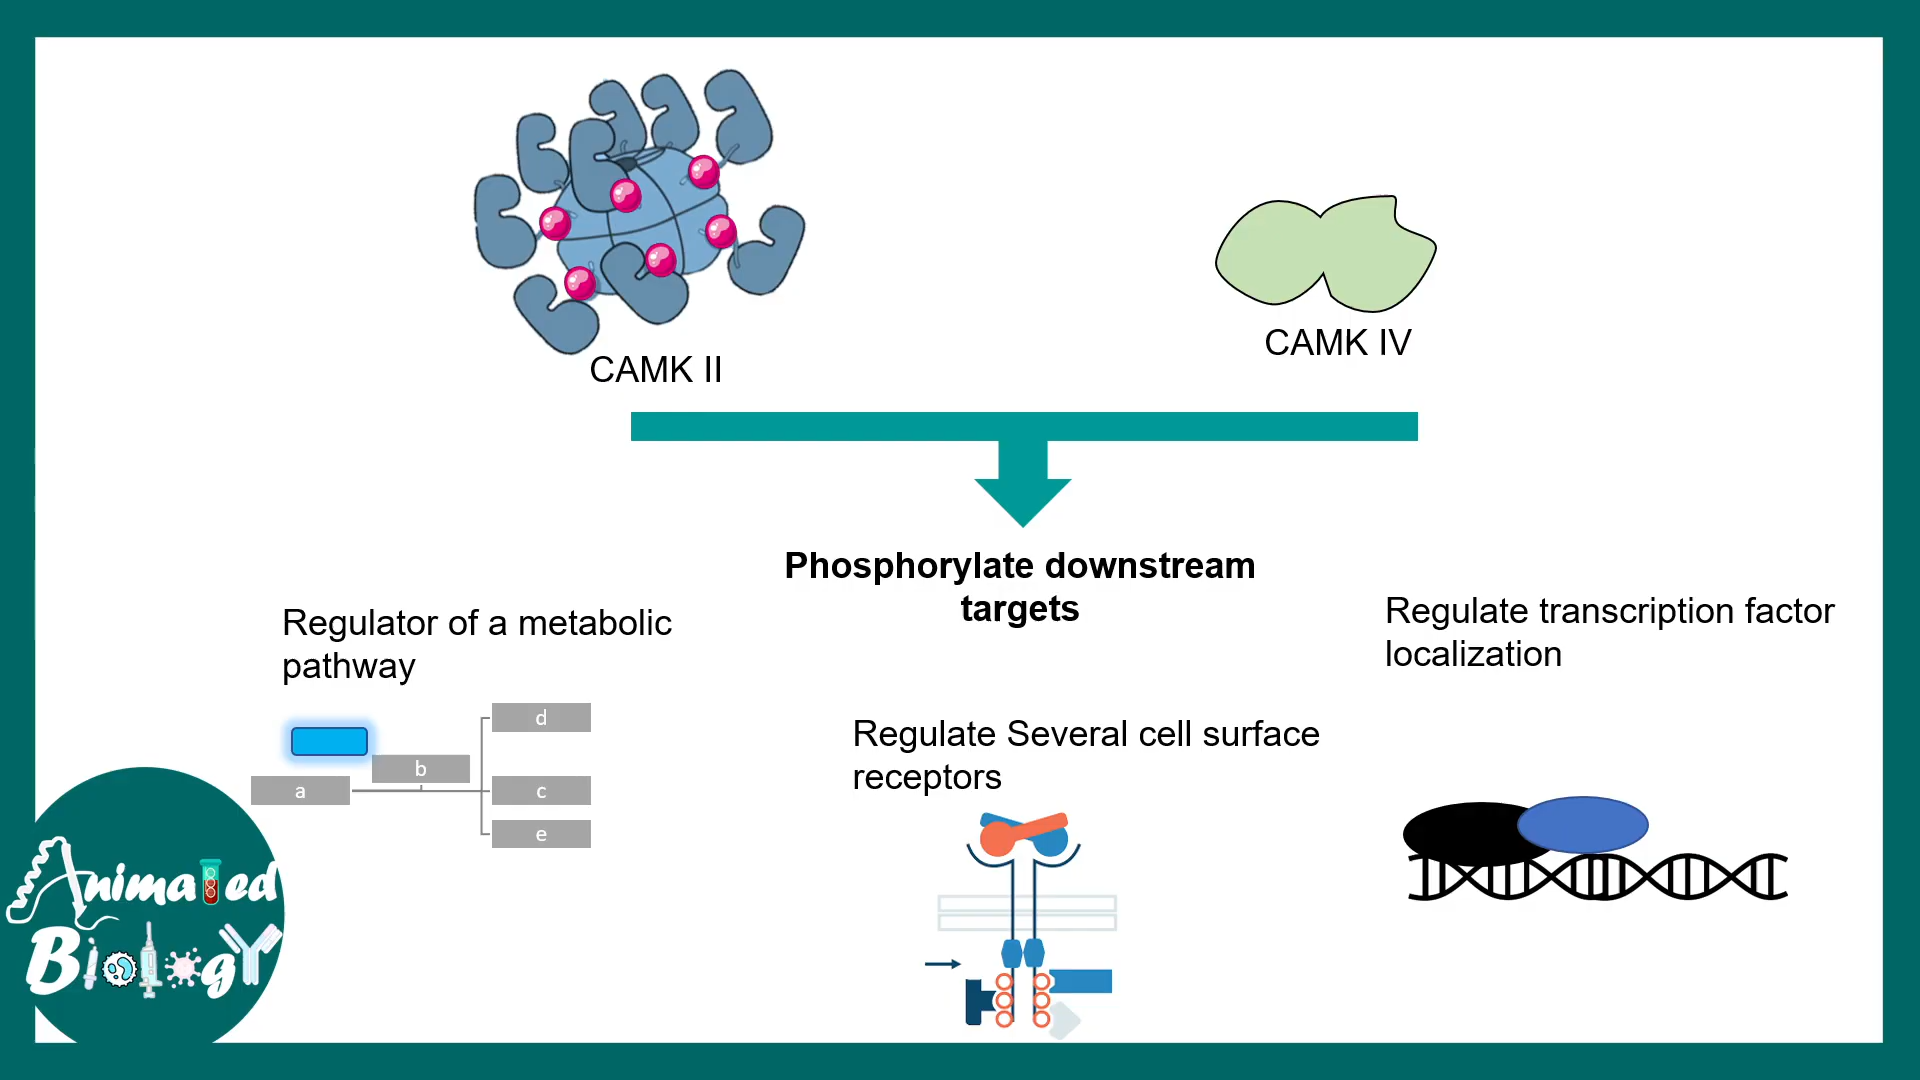 CAMK II
CAMK IV
Phosphorylate downstream
targets
Regulator of a metabolic
pathway
Regulate transcription factor
localization
Regulate Several cell surface
receptors
d
b
a
c
e
Animated
Biology